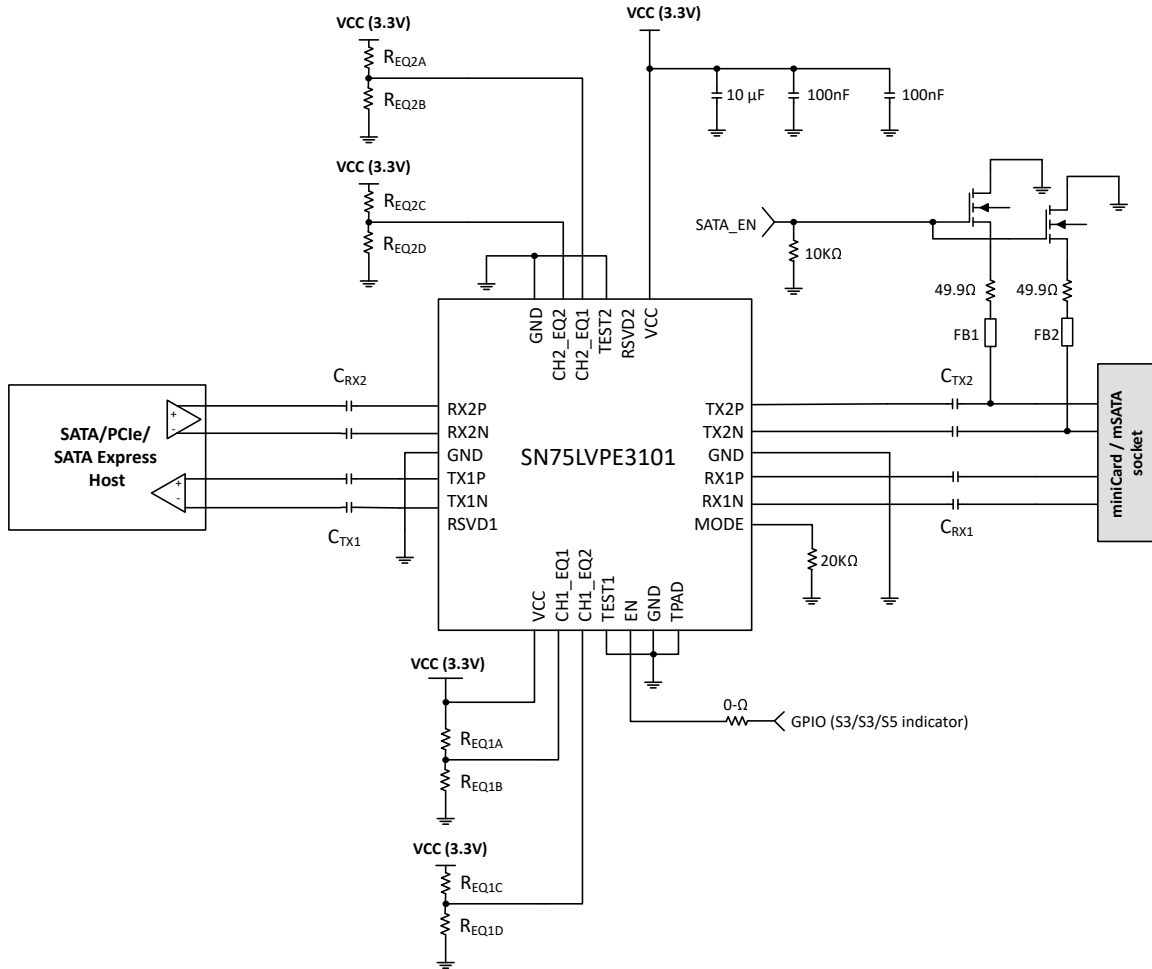 VCC (3.3V)
R_EQ2A
R_EQ2B
VCC (3.3V)
10 µF
100nF
100nF
VCC (3.3V)
R_EQ2C
R_EQ2D
SATA_EN
10KΩ
49.9Ω
49.9Ω
FB1
FB2
GND
CH2_EQ2
CH2_EQ1
TEST2
RSVD2
VCC
C_RX2
C_TX2
SATA/PCIe/
SATA Express
Host
+
-
+
-
RX2P
RX2N
GND
TX1P
TX1N
RSVD1
C_TX1
SN75LVPE3101
TX2P
TX2N
GND
RX1P
RX1N
MODE
C_RX1
miniCard / mSATA
socket
20KΩ
VCC
CH1_EQ1
CH1_EQ2
TEST1
EN
GND
TPAD
VCC (3.3V)
R_EQ1A
R_EQ1B
0-Ω
GPIO (S3/S3/S5 indicator)
VCC (3.3V)
R_EQ1C
R_EQ1D